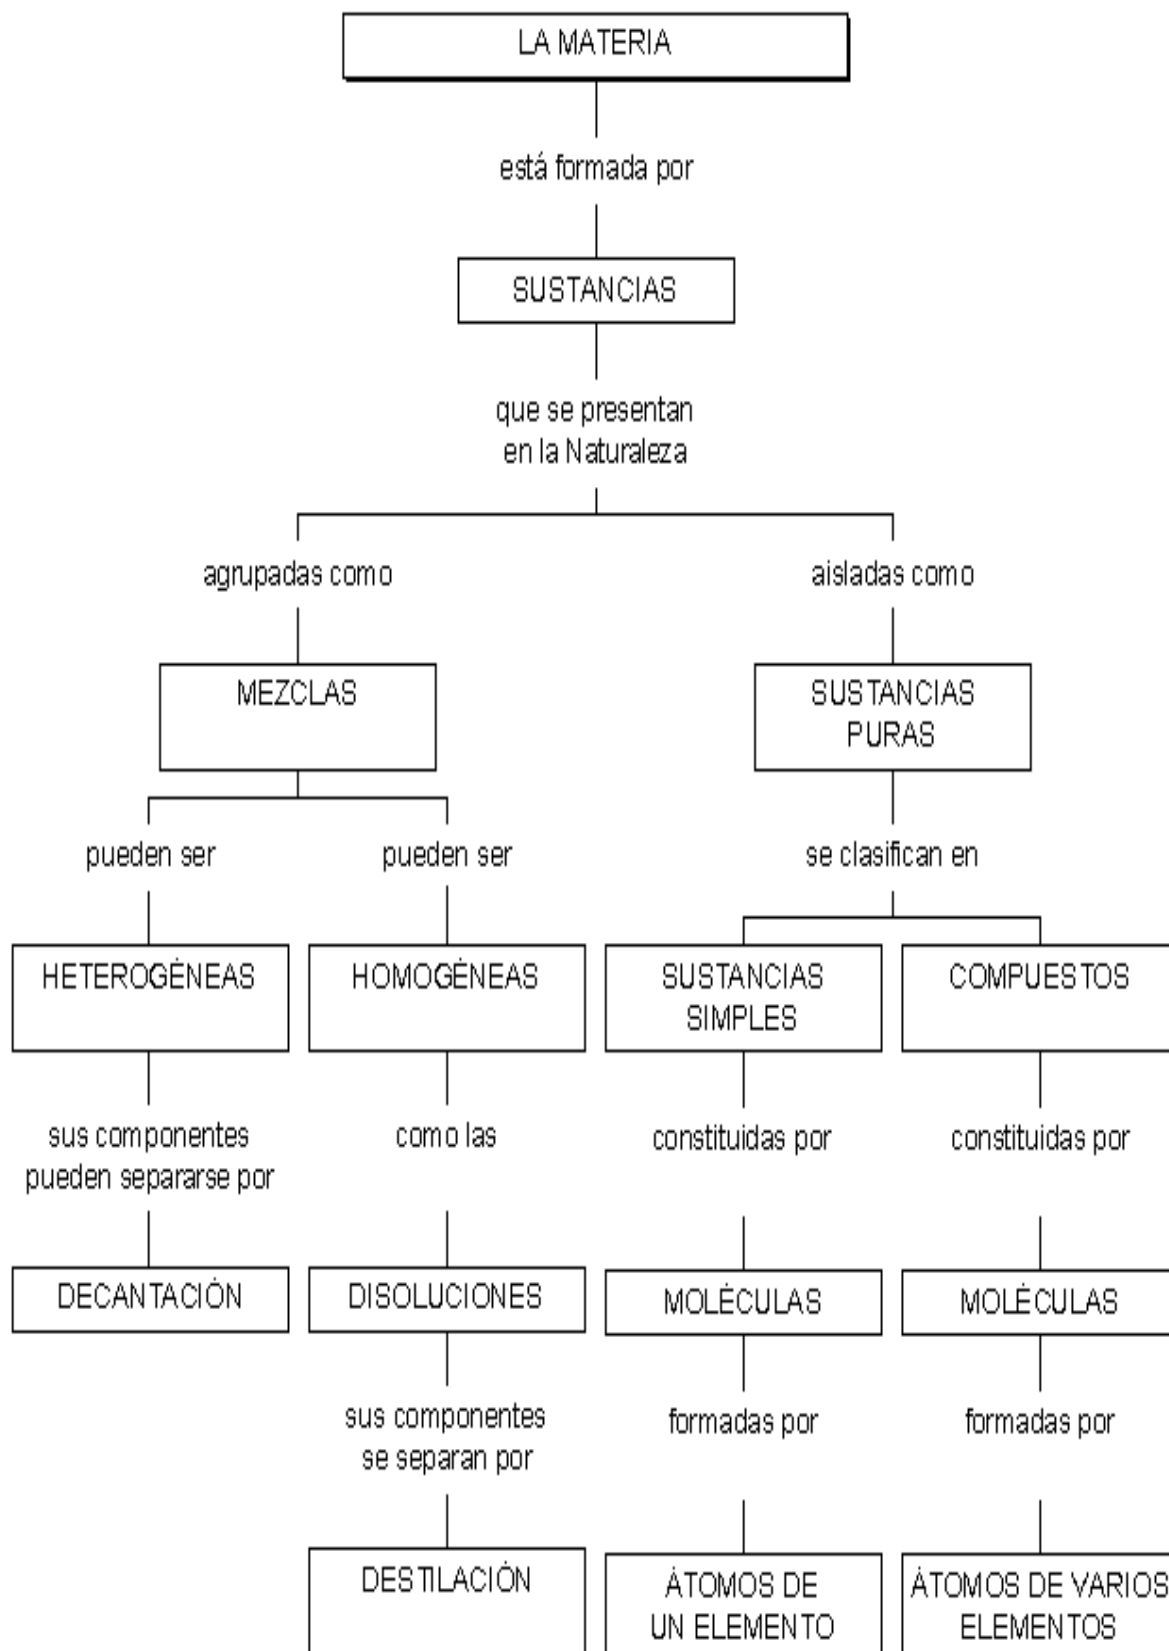 LA MATERIA
está formada por
SUSTANCIAS
que se presentan
en la Naturaleza
agrupadas como
aisladas como
MEZCLAS
SUSTANCIAS
PURAS
pueden ser
pueden ser
se clasifican en
HETEROGÉNEAS
HOMOGÉNEAS
SUSTANCIAS
SIMPLES
COMPUESTOS
sus componentes
pueden separarse por
como las
constituidas por
constituidas por
DECANTACIÓN
DISOLUCIONES
MOLÉCULAS
MOLÉCULAS
sus componentes
se separan por
formadas por
formadas por
DESTILACIÓN
ÁTOMOS DE
UN ELEMENTO
ÁTOMOS DE VARIOS
ELEMENTOS